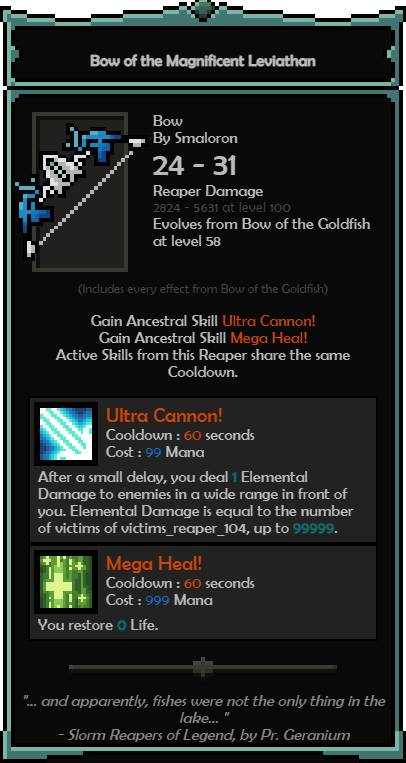 Bow of the Magnificent Leviathan
Bow
By Smaloron
24 - 31
Reaper Damage
2824 - 5631 at level 100
Evolves from Bow of the Goldfish
at level 58
(Includes every effect from Bow of the Goldfish)
Gain Ancestral Skill Ultra Cannon!
Gain Ancestral Skill Mega Heal!
Active Skills from this Reaper share the same
Cooldown.
Ultra Cannon!
Cooldown : 60 seconds
Cost : 99 Mana
After a small delay, you deal 1 Elemental
Damage to enemies in a wide range in front of
you. Elemental Damage is equal to the number
of victims of victims_reaper_104, up to 99999.
Mega Heal!
Cooldown : 60 seconds
Cost : 999 Mana
You restore 0 Life.
"... and apparently, fishes were not the only thing in the
lake... "
- Slorm Reapers of Legend, by Pr. Geranium